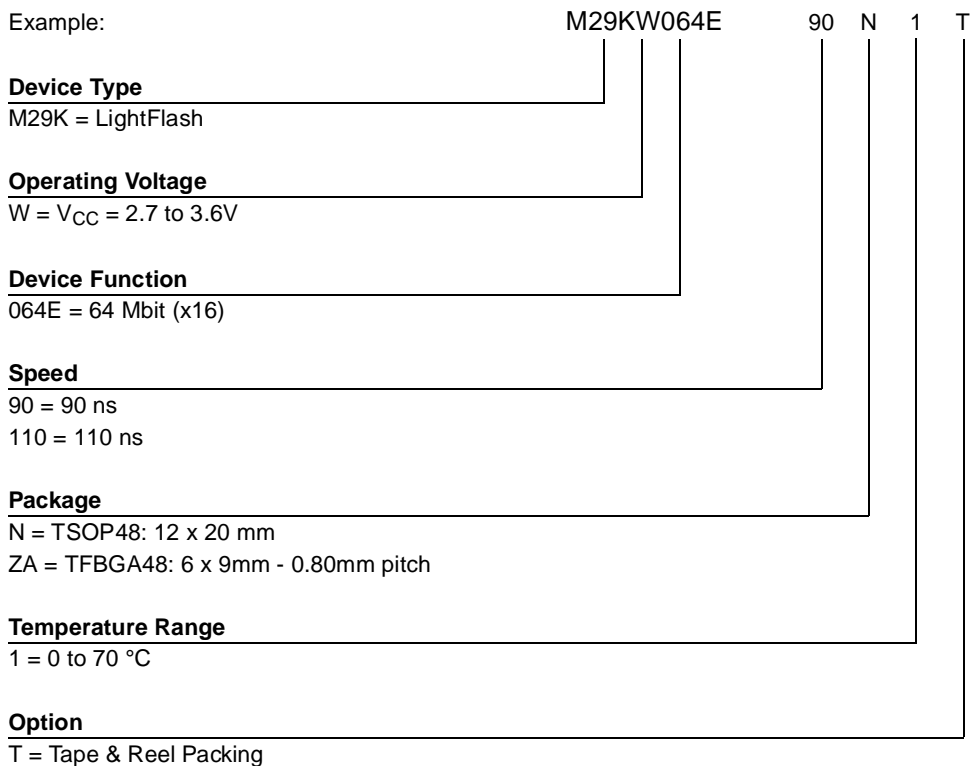 Example: M29KW064E 90 N 1 T
Device Type
M29K = LightFlash
Operating Voltage
W = VCC = 2.7 to 3.6V
Device Function
064E = 64 Mbit (x16)
Speed
90 = 90 ns
110 = 110 ns
Package
N = TSOP48: 12 x 20 mm
ZA = TFBGA48: 6 x 9mm - 0.80mm pitch
Temperature Range
1 = 0 to 70 °C
Option
T = Tape & Reel Packing